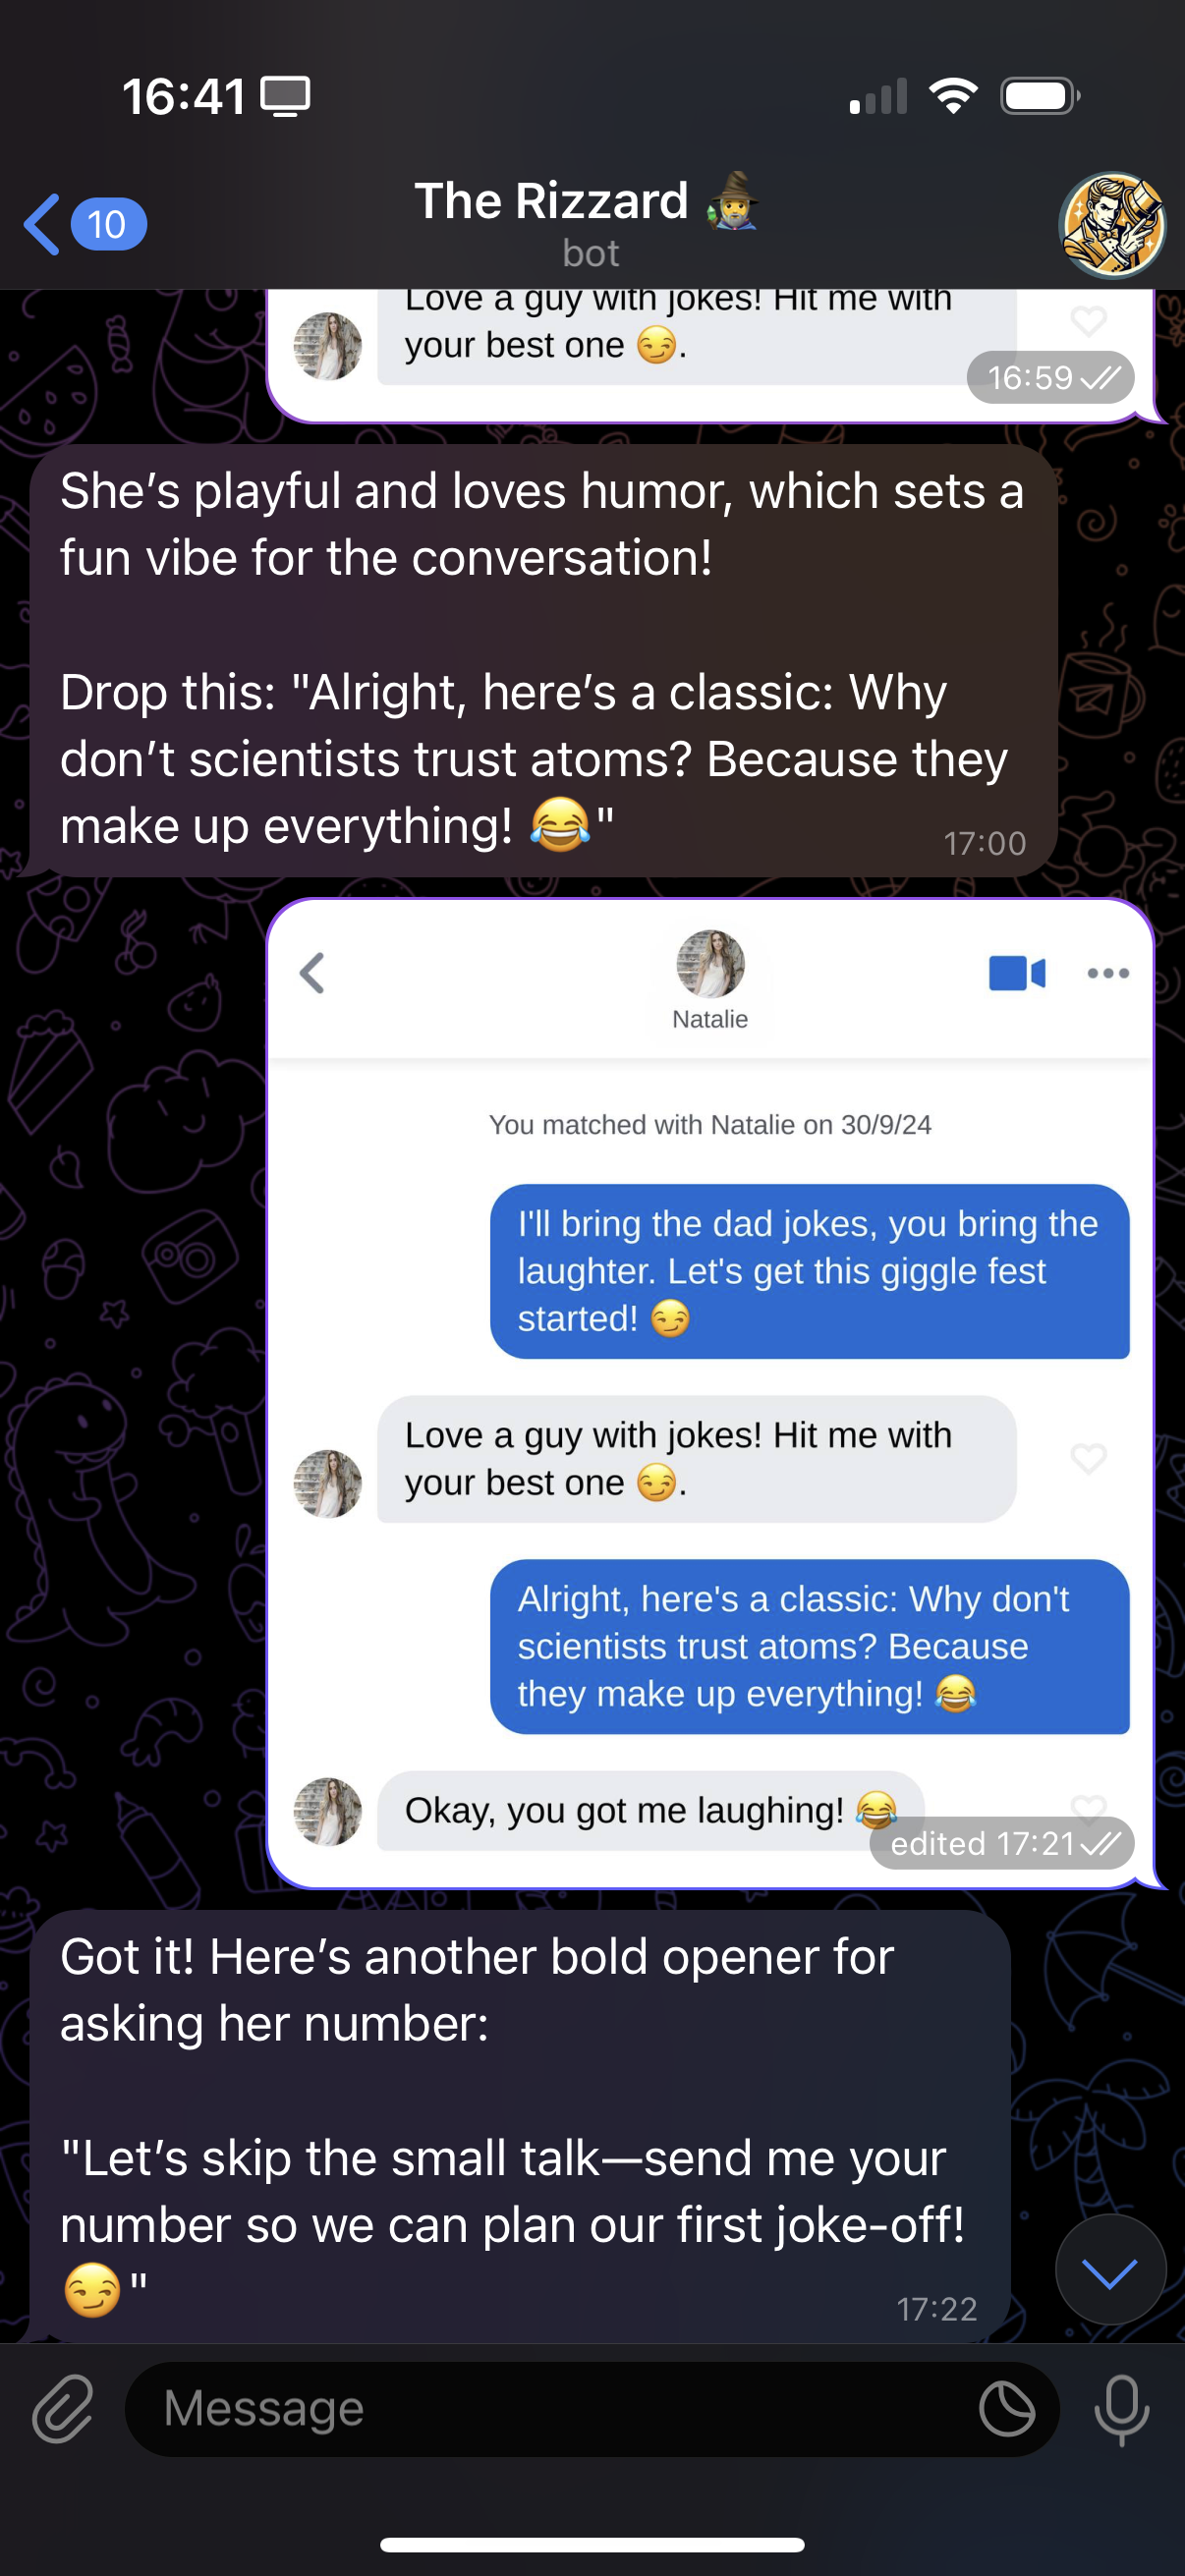 16:41
10
The Rizzard 🧙‍♂️
bot
Love a guy with jokes! Hit me with
your best one 😏.
16:59
She’s playful and loves humor, which sets a
fun vibe for the conversation!
Drop this: "Alright, here’s a classic: Why
don’t scientists trust atoms? Because they
make up everything! 😂"
17:00
Natalie
You matched with Natalie on 30/9/24
I'll bring the dad jokes, you bring the
laughter. Let's get this giggle fest
started! 😏
Love a guy with jokes! Hit me with
your best one 😏.
Alright, here's a classic: Why don't
scientists trust atoms? Because
they make up everything! 😂
Okay, you got me laughing! 😂
edited 17:21
Got it! Here’s another bold opener for
asking her number:
"Let’s skip the small talk—send me your
number so we can plan our first joke-off!
😏"
17:22
Message